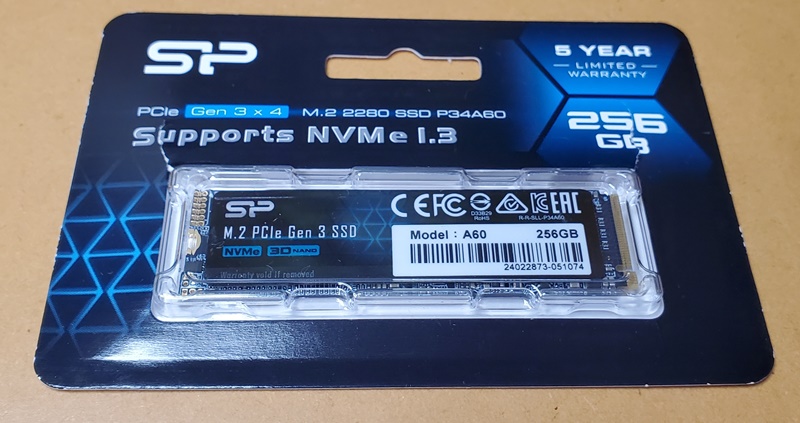 SP
5 YEAR
LIMITED
WARRANTY
PCIe Gen 3 x 4 M.2 2280 SSD P34A60
256
GB
Supports NVMe 1.3
SP
CE FC
D33B29
RoHS
EAC
R-R-SLL-P34A60
M.2 PCIe Gen 3 SSD
Model : A60 256GB
NVMe 3D NAND
24022873-051074
Warranty void if removed